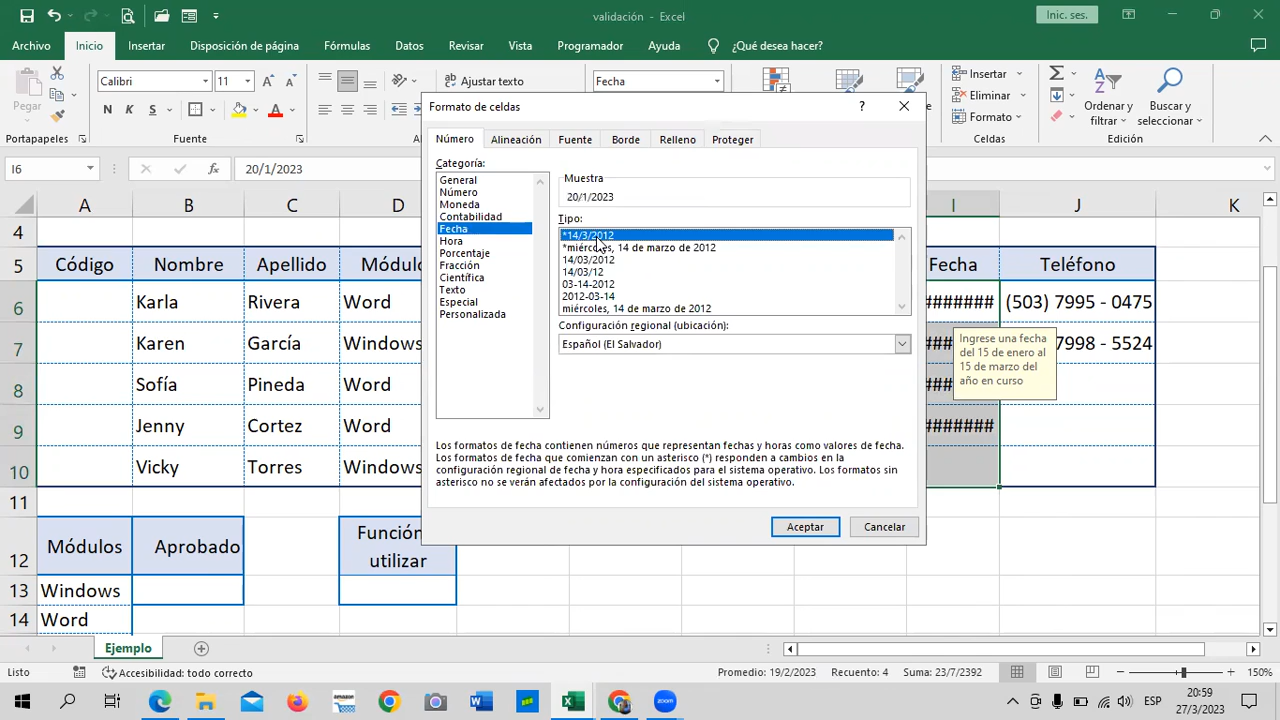 validación - Excel
Inic. ses.
Archivo Inicio Insertar Disposición de página Fórmulas Datos Revisar Vista Programador Ayuda ¿Qué desea hacer?
Pegar
Calibri 11
Ajustar texto
Fecha
Insertar
Eliminar
Formato
Ordenar y filtrar
Buscar y seleccionar
N K S
Portapapeles Fuente Celdas Edición
I6 fx 20/1/2023
Formato de celdas
Número Alineación Fuente Borde Relleno Proteger
Categoría:
General
Número
Moneda
Contabilidad
Fecha
Hora
Porcentaje
Fracción
Científica
Texto
Especial
Personalizada
Muestra
20/1/2023
Tipo:
*14/3/2012
*miércoles, 14 de marzo de 2012
14/03/2012
14/03/12
03-14-2012
2012-03-14
miércoles, 14 de marzo de 2012
Configuración regional (ubicación):
Español (El Salvador)
Los formatos de fecha contienen números que representan fechas y horas como valores de fecha.
Los formatos de fecha que comienzan con un asterisco (*) responden a cambios en la
configuración regional de fecha y hora especificados para el sistema operativo. Los formatos sin
asterisco no se verán afectados por la configuración del sistema operativo.
Aceptar Cancelar
A B C D I J K
4
5 Código Nombre Apellido Módulo Fecha Teléfono
6 Karla Rivera Word ####### (503) 7995 - 0475
7 Karen García Windows 7998 - 5524
8 Sofía Pineda Word ###
9 Jenny Cortez Word #######
10 Vicky Torres Windows
Ingrese una fecha
del 15 de enero al
15 de marzo del
año en curso
11
12 Módulos Aprobado Función utilizar
13 Windows
14 Word
Ejemplo
Listo Accesibilidad: todo correcto Promedio: 19/2/2023 Recuento: 4 Suma: 23/7/2392 150%
ESP
20:59
27/3/2023